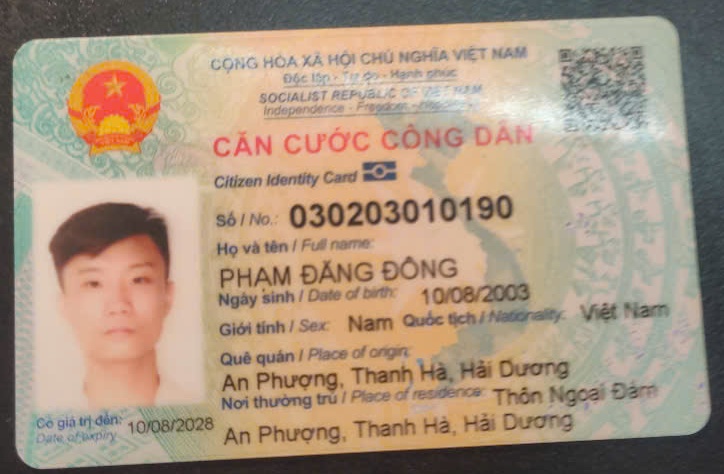 CỘNG HÒA XÃ HỘI CHỦ NGHĨA VIỆT NAM
Độc lập - Tự do - Hạnh phúc
SOCIALIST REPUBLIC OF VIET NAM
Independence - Freedom - Happiness
CĂN CƯỚC CÔNG DÂN
Citizen Identity Card
Số / No.: 030203010190
Họ và tên / Full name:
PHẠM ĐĂNG ĐÔNG
Ngày sinh / Date of birth: 10/08/2003
Giới tính / Sex: Nam Quốc tịch / Nationality: Việt Nam
Quê quán / Place of origin:
An Phượng, Thanh Hà, Hải Dương
Nơi thường trú / Place of residence: Thôn Ngoại Đàm
An Phượng, Thanh Hà, Hải Dương
Có giá trị đến: 10/08/2028
Date of expiry